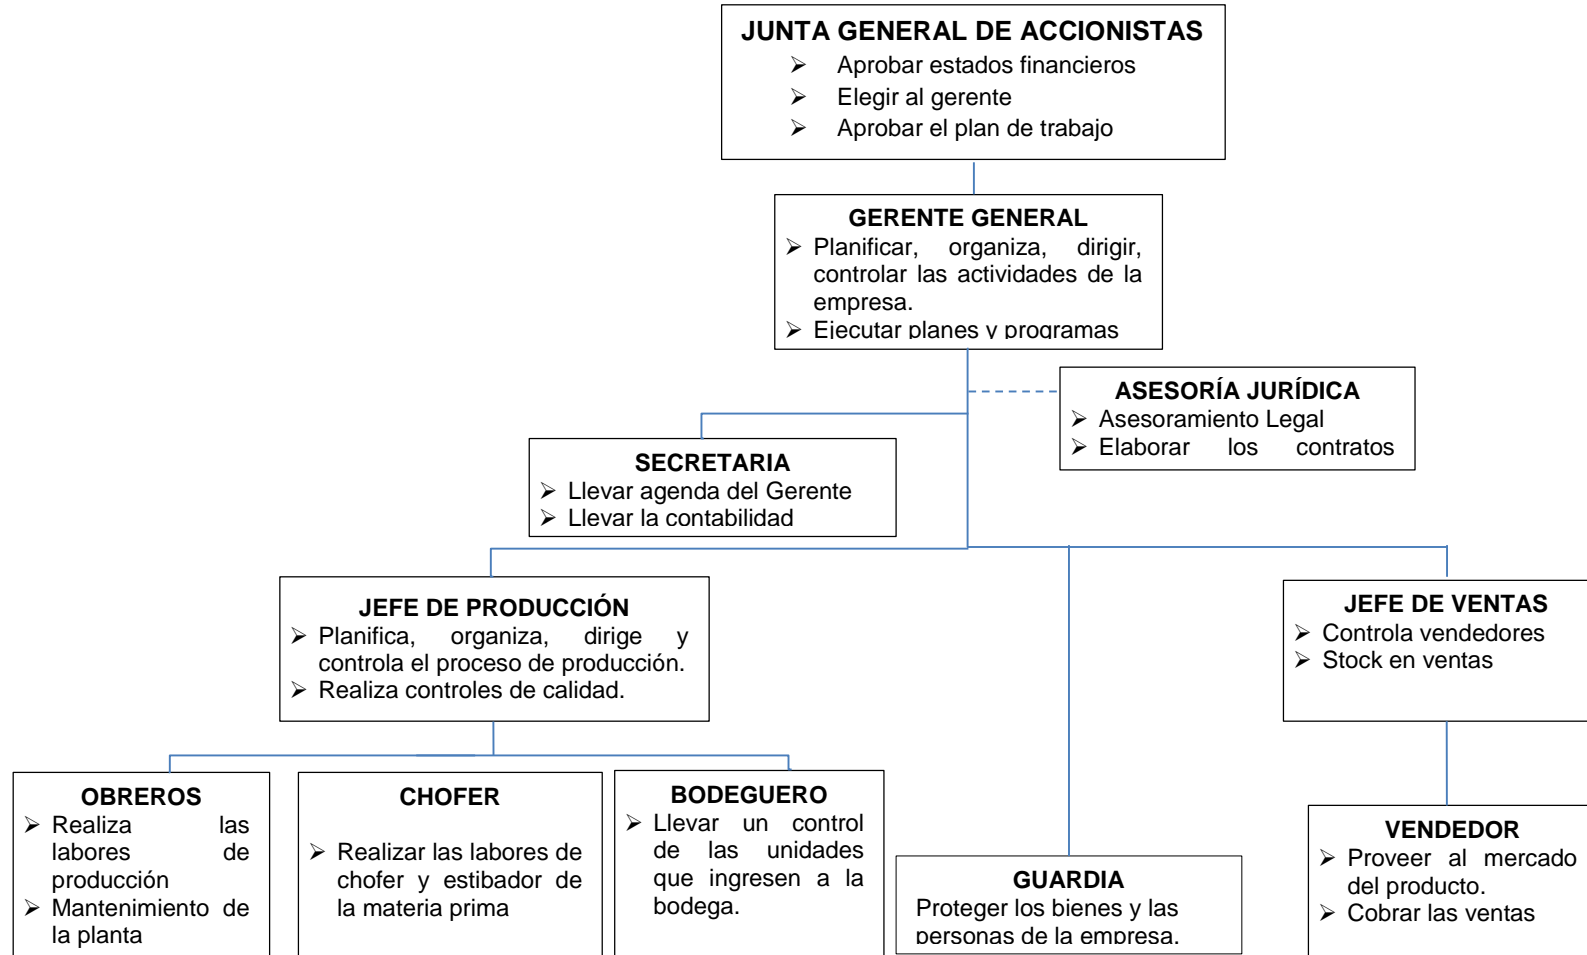 JUNTA GENERAL DE ACCIONISTAS
➢ Aprobar estados financieros
➢ Elegir al gerente
➢ Aprobar el plan de trabajo
GERENTE GENERAL
➢ Planificar, organiza, dirigir,
controlar las actividades de la
empresa.
➢ Ejecutar planes y programas
ASESORÍA JURÍDICA
➢ Asesoramiento Legal
➢ Elaborar los contratos
SECRETARIA
➢ Llevar agenda del Gerente
➢ Llevar la contabilidad
JEFE DE PRODUCCIÓN
➢ Planifica, organiza, dirige y
controla el proceso de producción.
➢ Realiza controles de calidad.
JEFE DE VENTAS
➢ Controla vendedores
➢ Stock en ventas
OBREROS
➢ Realiza las
labores de
producción
➢ Mantenimiento de
la planta
CHOFER
➢ Realizar las labores de
chofer y estibador de
la materia prima
BODEGUERO
➢ Llevar un control
de las unidades
que ingresen a la
bodega.
GUARDIA
Proteger los bienes y las
personas de la empresa.
VENDEDOR
➢ Proveer al mercado
del producto.
➢ Cobrar las ventas